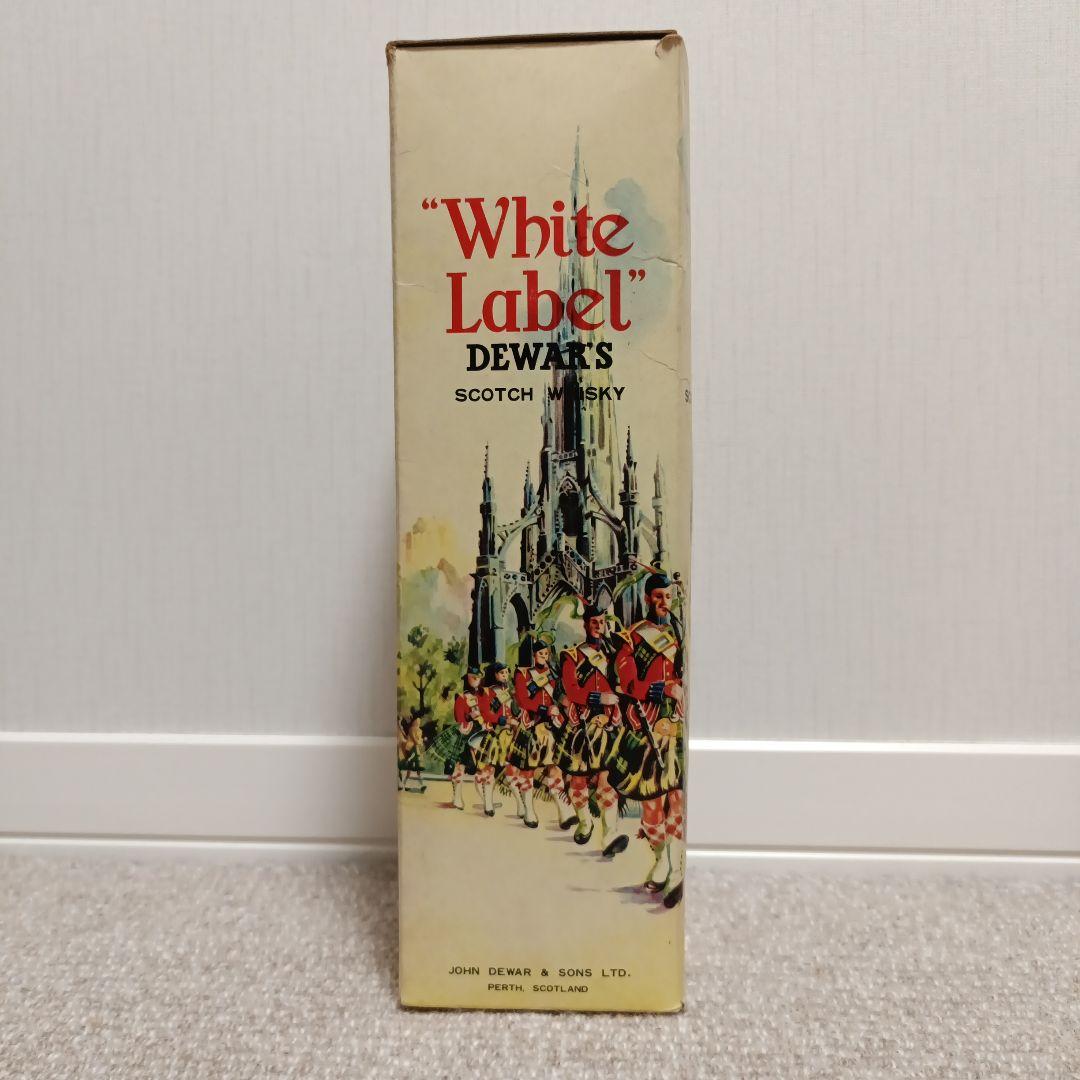 “White
Label”
DEWAR'S
SCOTCH WHISKY
JOHN DEWAR & SONS LTD.
PERTH, SCOTLAND